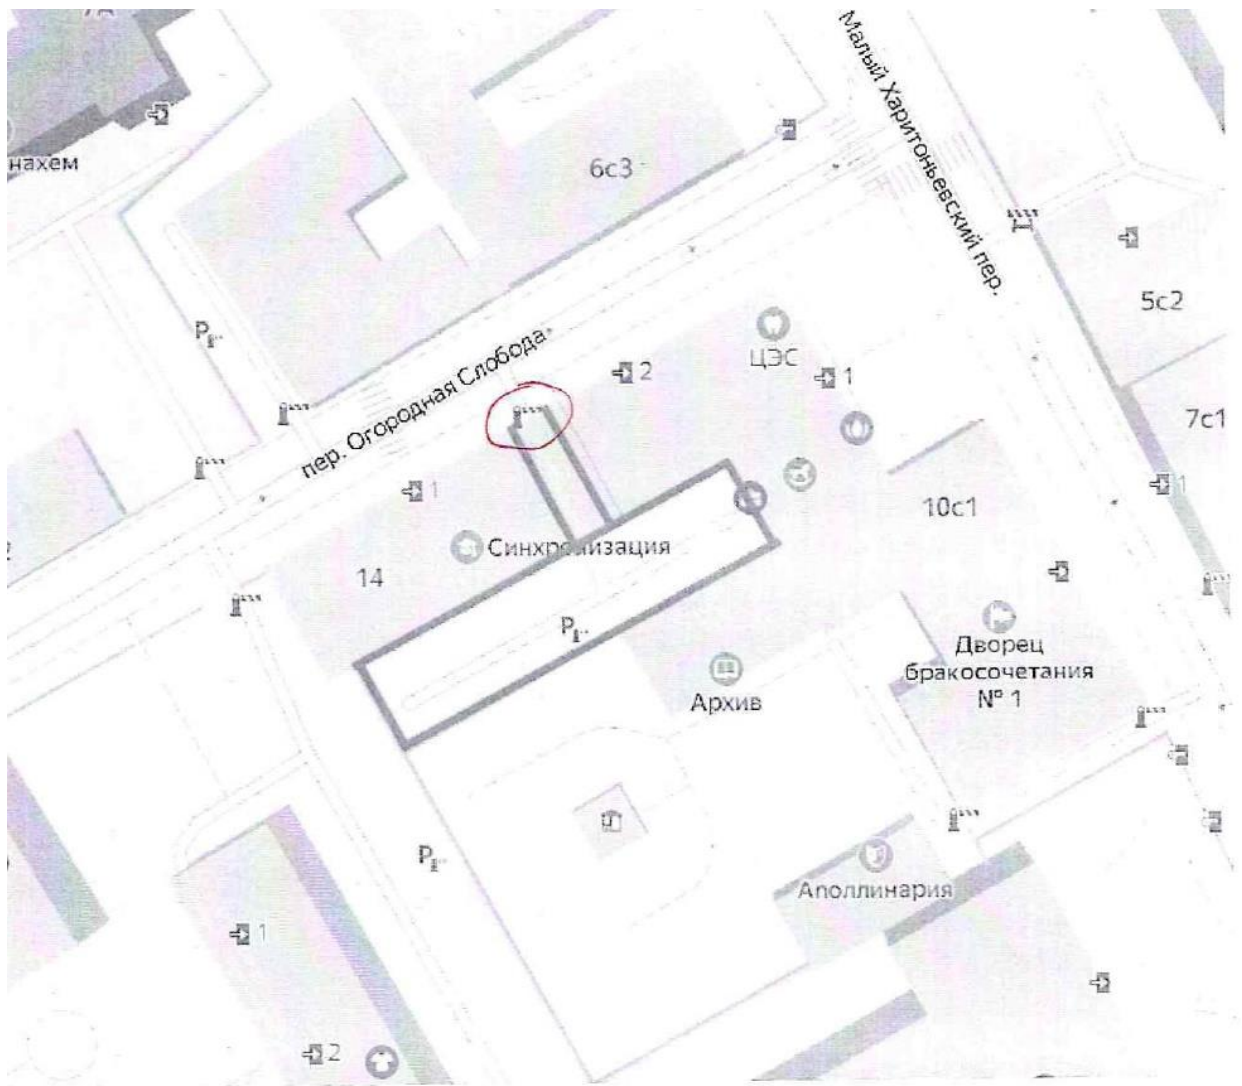 Малый Харитоньевский пер.
нахем
6с3
5с2
Р
ЦЭС
2
1
7с1
пер. Огородная Слобода
1
1
10с1
Синхронизация
14
Р
Дворец
бракосочетания
№ 1
Архив
Р
Аполлинария
1
2